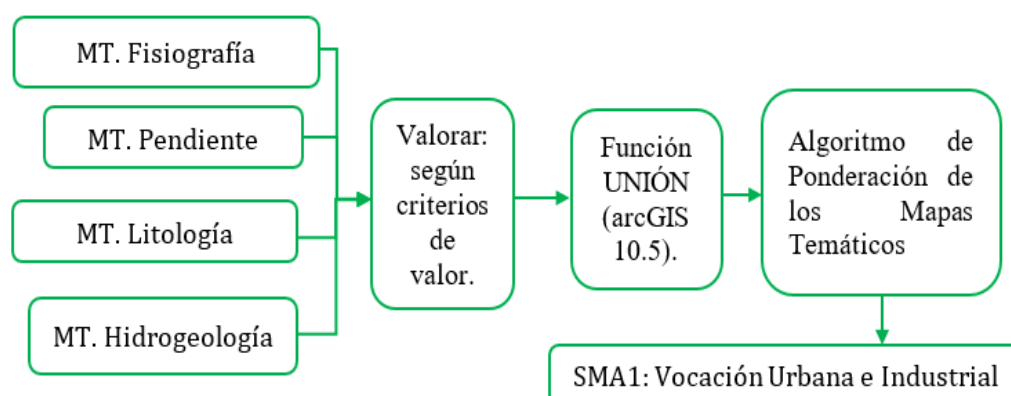 MT. Fisiografía
MT. Pendiente
MT. Litología
MT. Hidrogeología
Valorar:
según
criterios
de
valor.
Función
UNIÓN
(arcGIS
10.5).
Algoritmo de
Ponderación de
los Mapas
Temáticos
SMA1: Vocación Urbana e Industrial